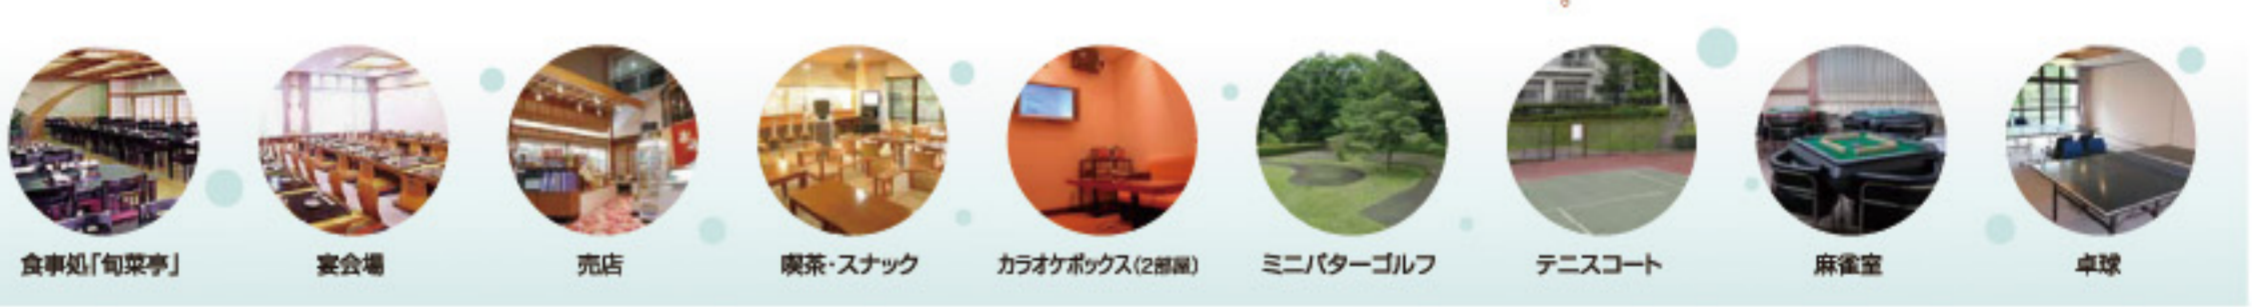 食事処「旬菜亭」
宴会場
売店
喫茶・スナック
カラオケボックス(2部屋)
ミニパターゴルフ
テニスコート
麻雀室
卓球